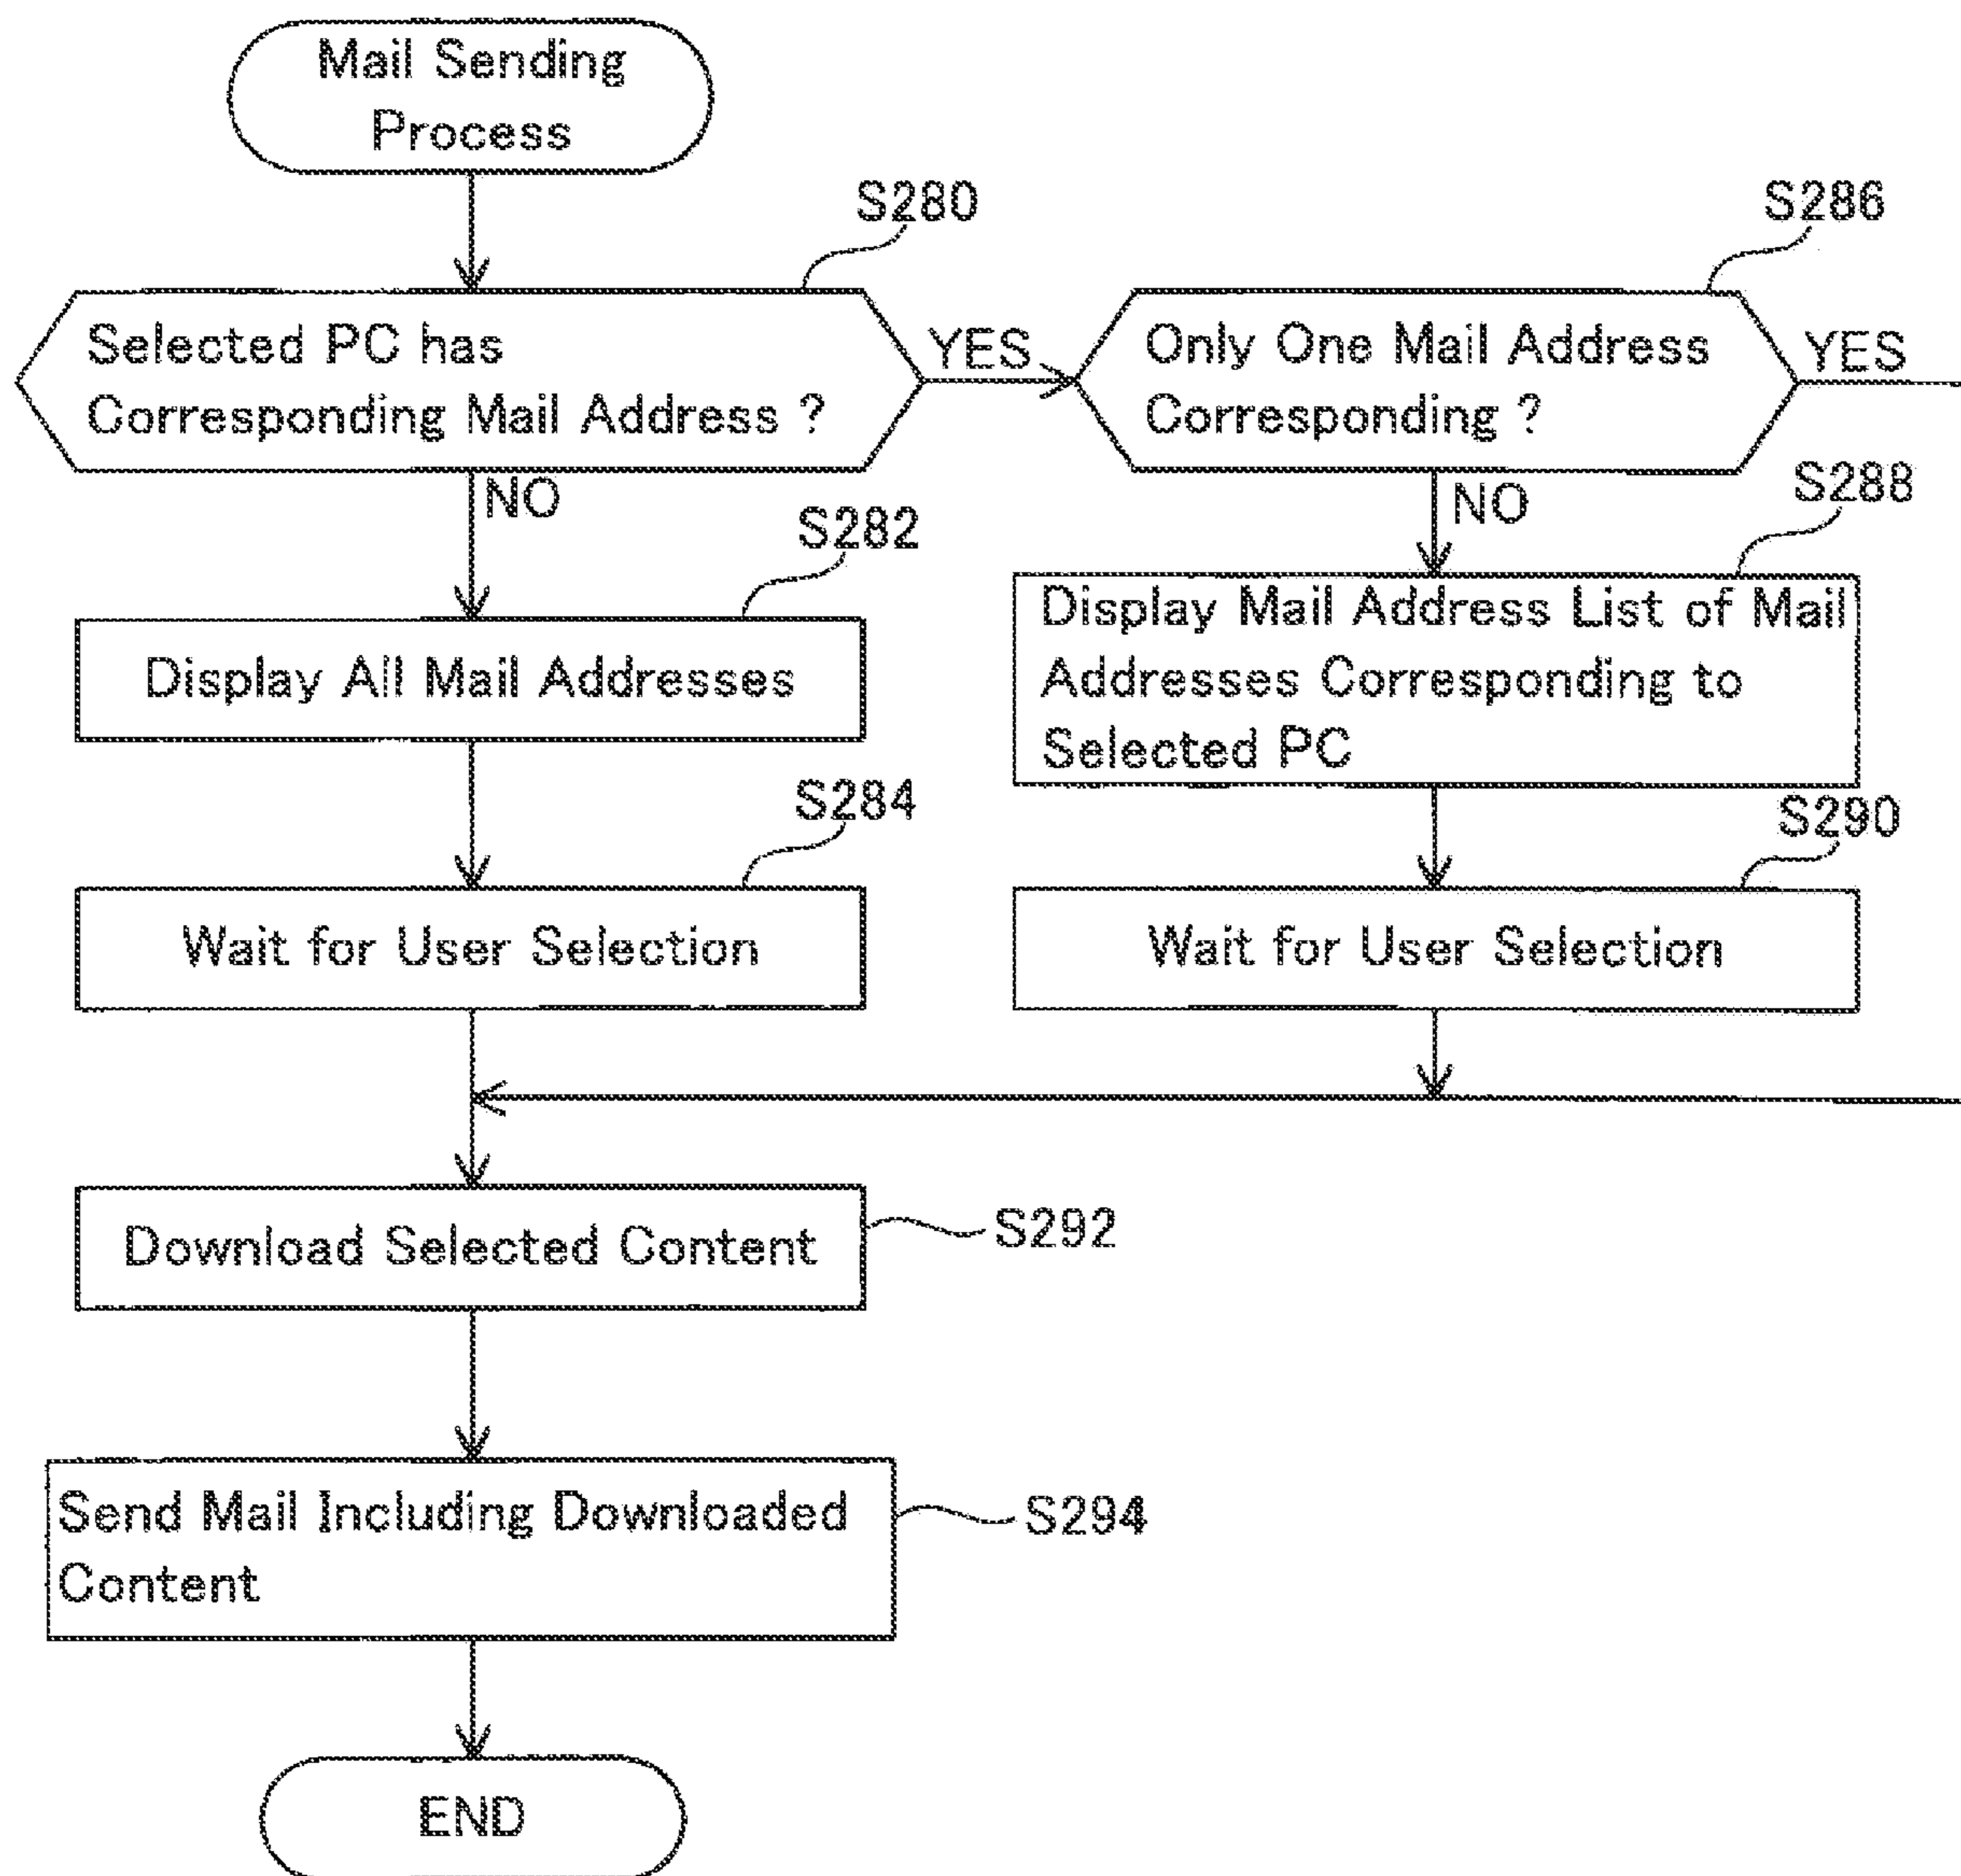 Mail Sending
Process
S280
Selected PC has
Corresponding Mail Address ?
YES
S286
Only One Mail Address
Corresponding ?
YES
NO
S282
Display All Mail Addresses
S284
Wait for User Selection
NO
S288
Display Mail Address List of Mail
Addresses Corresponding to
Selected PC
S290
Wait for User Selection
Download Selected Content
S292
Send Mail Including Downloaded
Content
S294
END